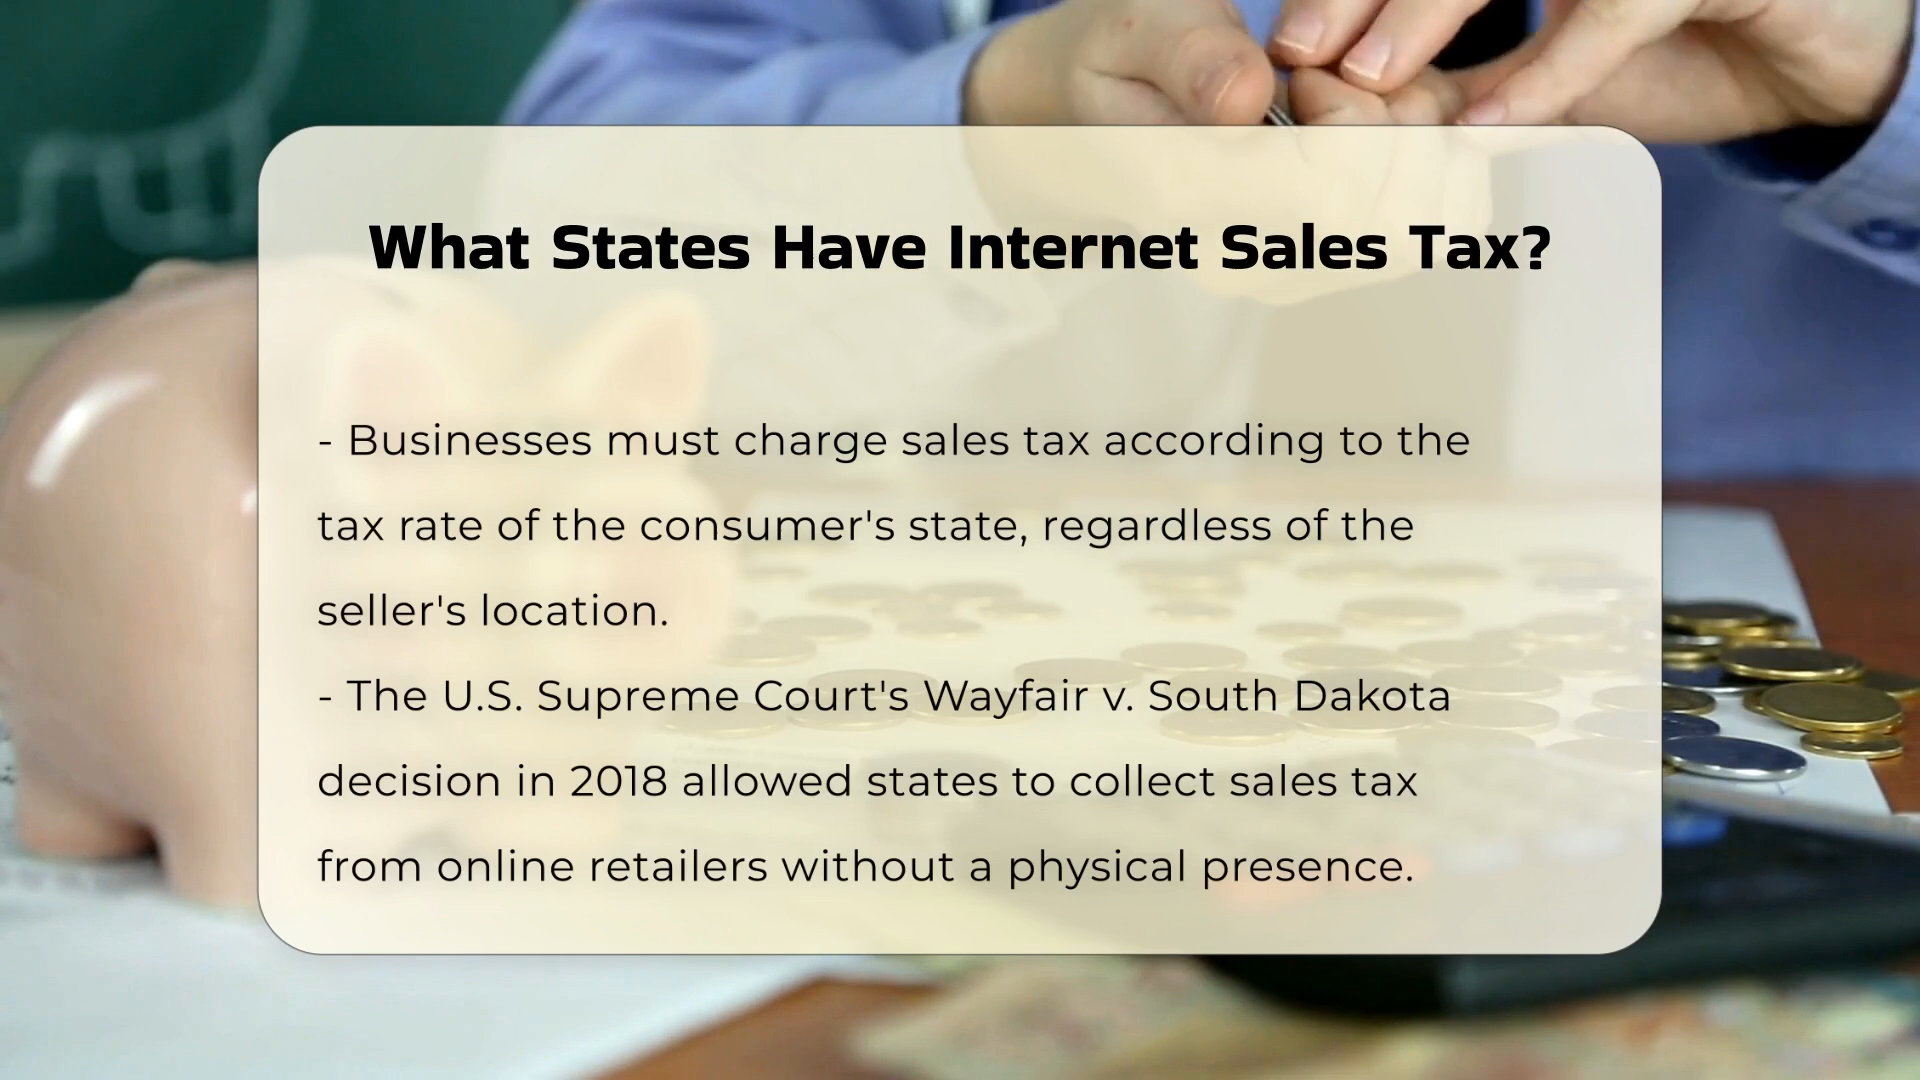 What States Have Internet Sales Tax?
- Businesses must charge sales tax according to the
tax rate of the consumer's state, regardless of the
seller's location.
- The U.S. Supreme Court's Wayfair v. South Dakota
decision in 2018 allowed states to collect sales tax
from online retailers without a physical presence.